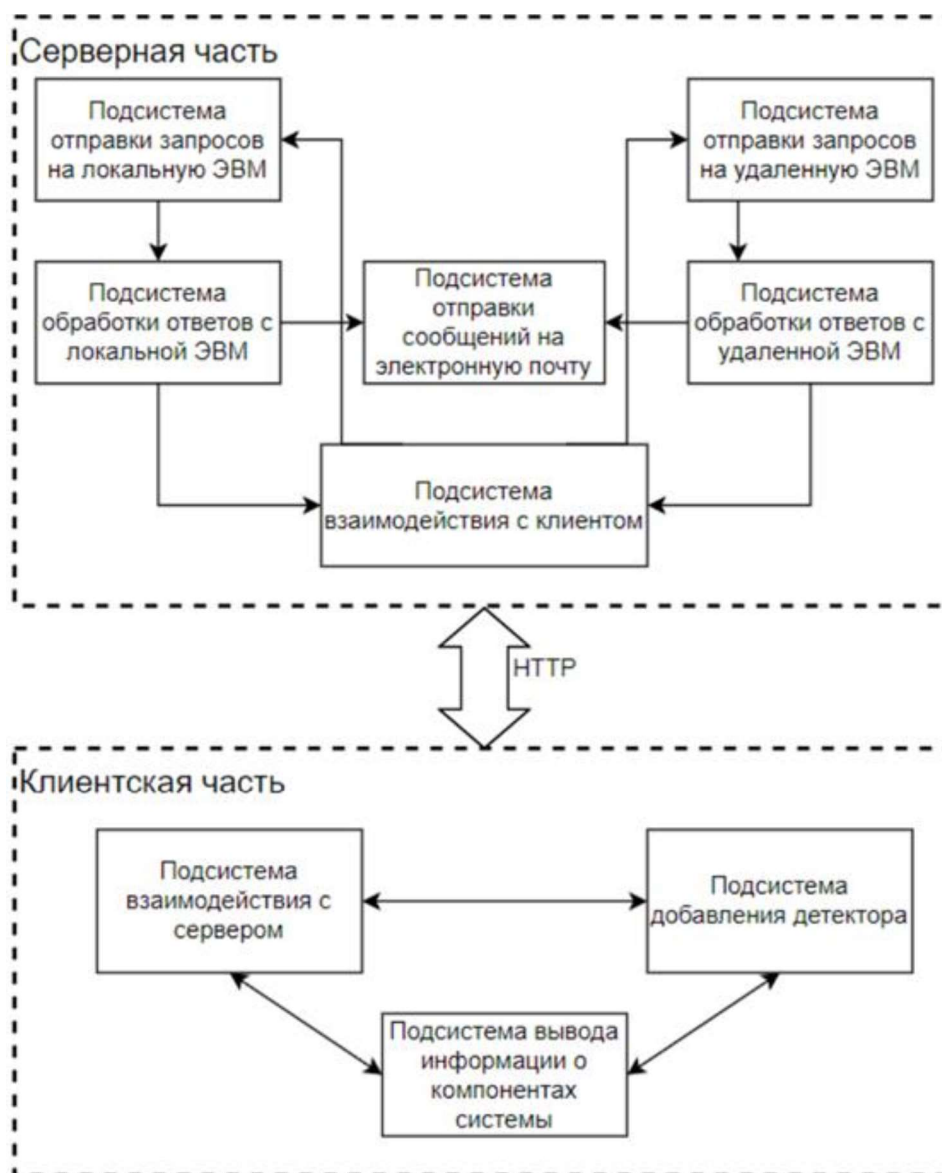 Серверная часть
Подсистема
отправки запросов
на локальную ЭВМ
Подсистема
отправки запросов
на удаленную ЭВМ
Подсистема
обработки ответов с
локальной ЭВМ
Подсистема
отправки
сообщений на
электронную почту
Подсистема
обработки ответов с
удаленной ЭВМ
Подсистема
взаимодействия с клиентом
HTTP
Клиентская часть
Подсистема
взаимодействия с
сервером
Подсистема
добавления детектора
Подсистема вывода
информации о
компонентах
системы